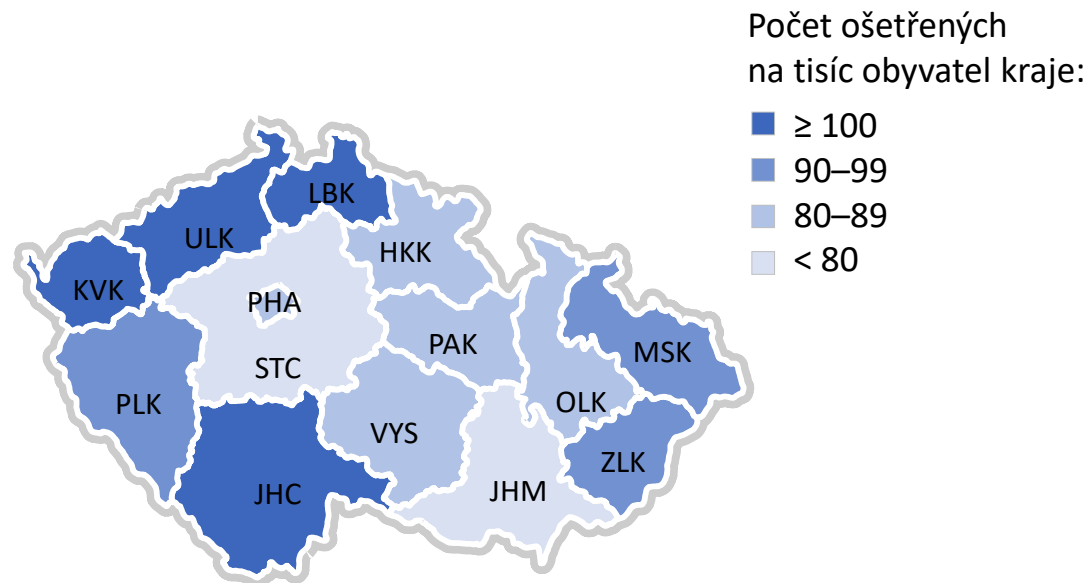 Počet ošetřených
na tisíc obyvatel kraje:
≥ 100
90–99
80–89
< 80
LBK
ULK
HKK
KVK
PHA
PAK
MSK
STC
PLK
OLK
VYS
ZLK
JHC
JHM